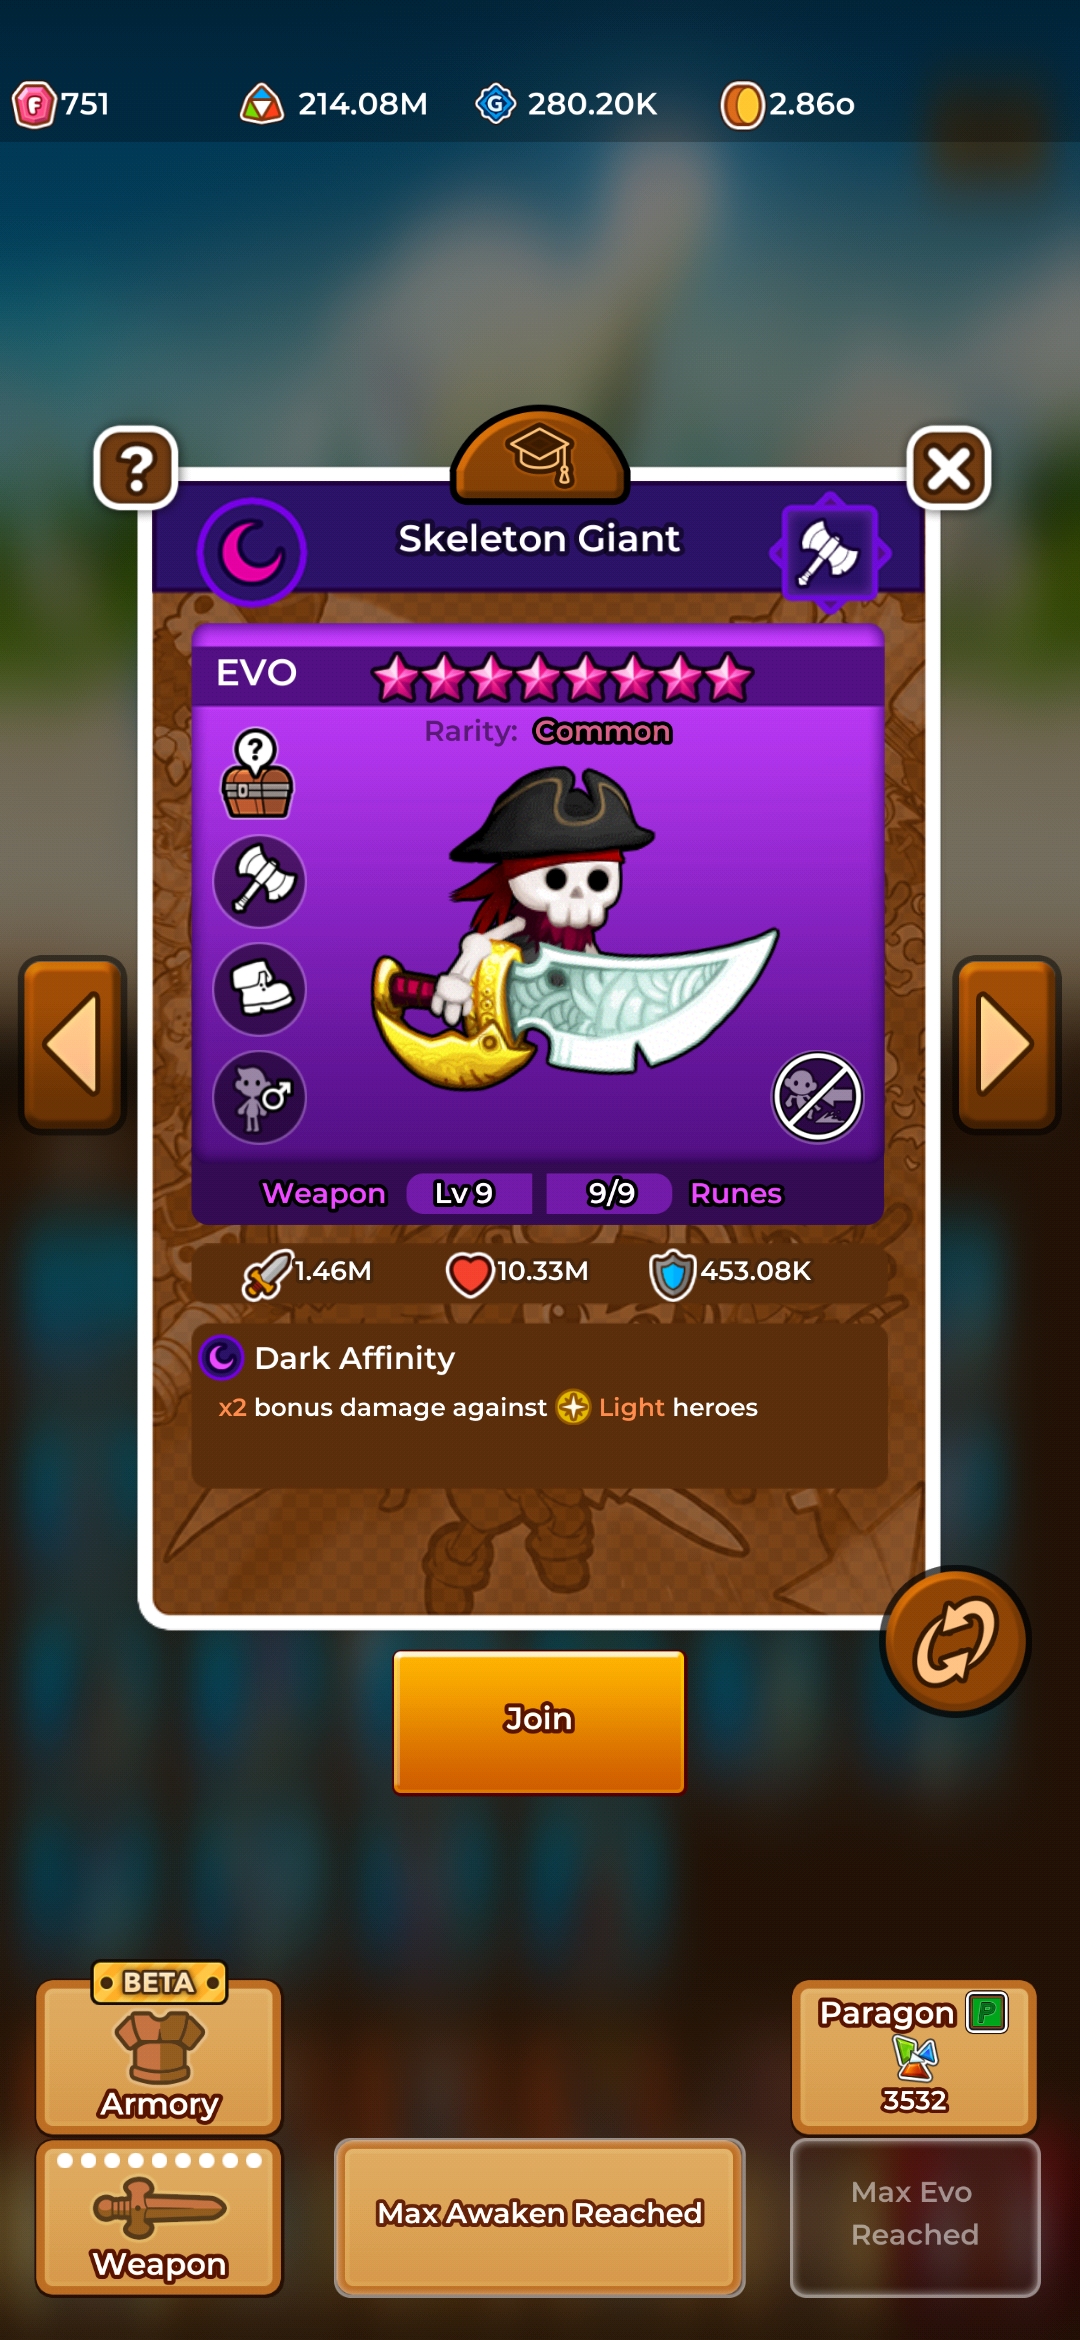 F 751
214.08M
G 280.20K
2.86o
?
Skeleton Giant
EVO
Rarity: Common
?
Weapon Lv 9 9/9 Runes
1.46M
10.33M
453.08K
Dark Affinity
x2 bonus damage against Light heroes
Join
BETA
Armory
Paragon P
3532
Weapon
Max Awaken Reached
Max Evo
Reached